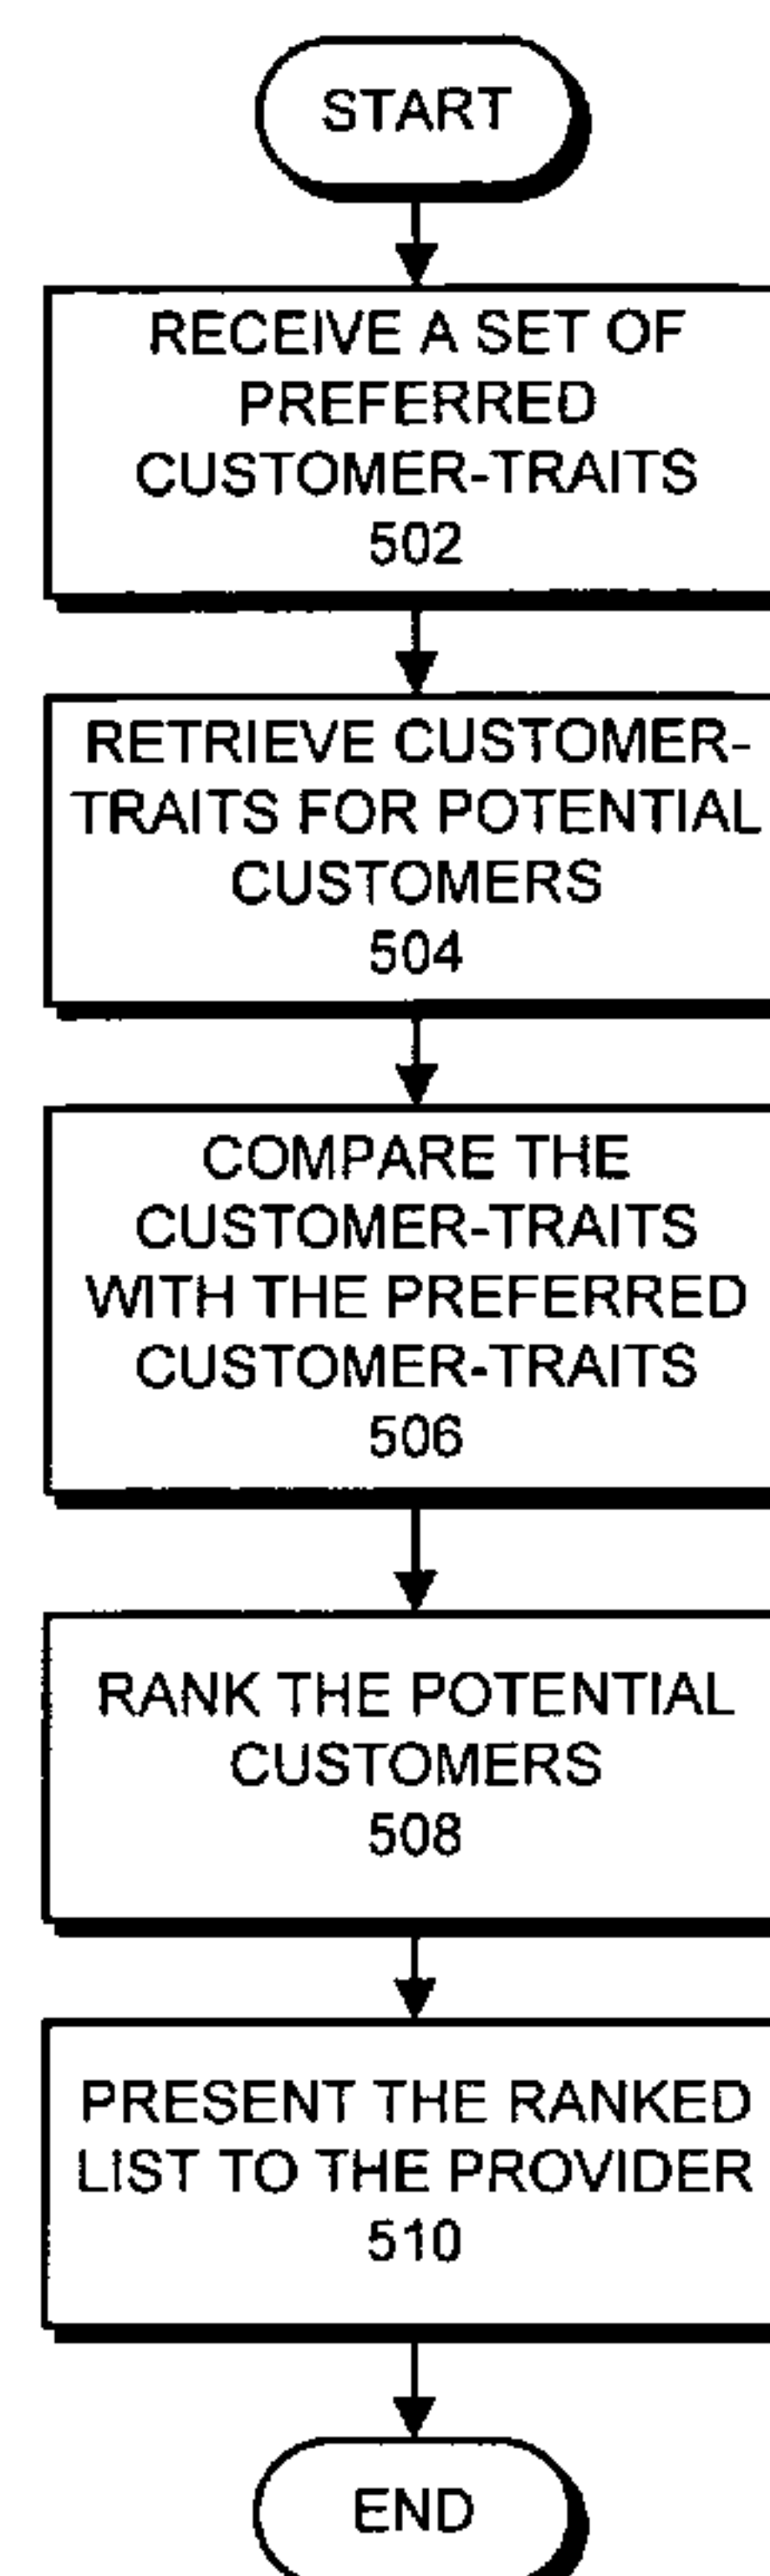 START
RECEIVE A SET OF
PREFERRED
CUSTOMER-TRAITS
502
RETRIEVE CUSTOMER-
TRAITS FOR POTENTIAL
CUSTOMERS
504
COMPARE THE
CUSTOMER-TRAITS
WITH THE PREFERRED
CUSTOMER-TRAITS
506
RANK THE POTENTIAL
CUSTOMERS
508
PRESENT THE RANKED
LIST TO THE PROVIDER
510
END